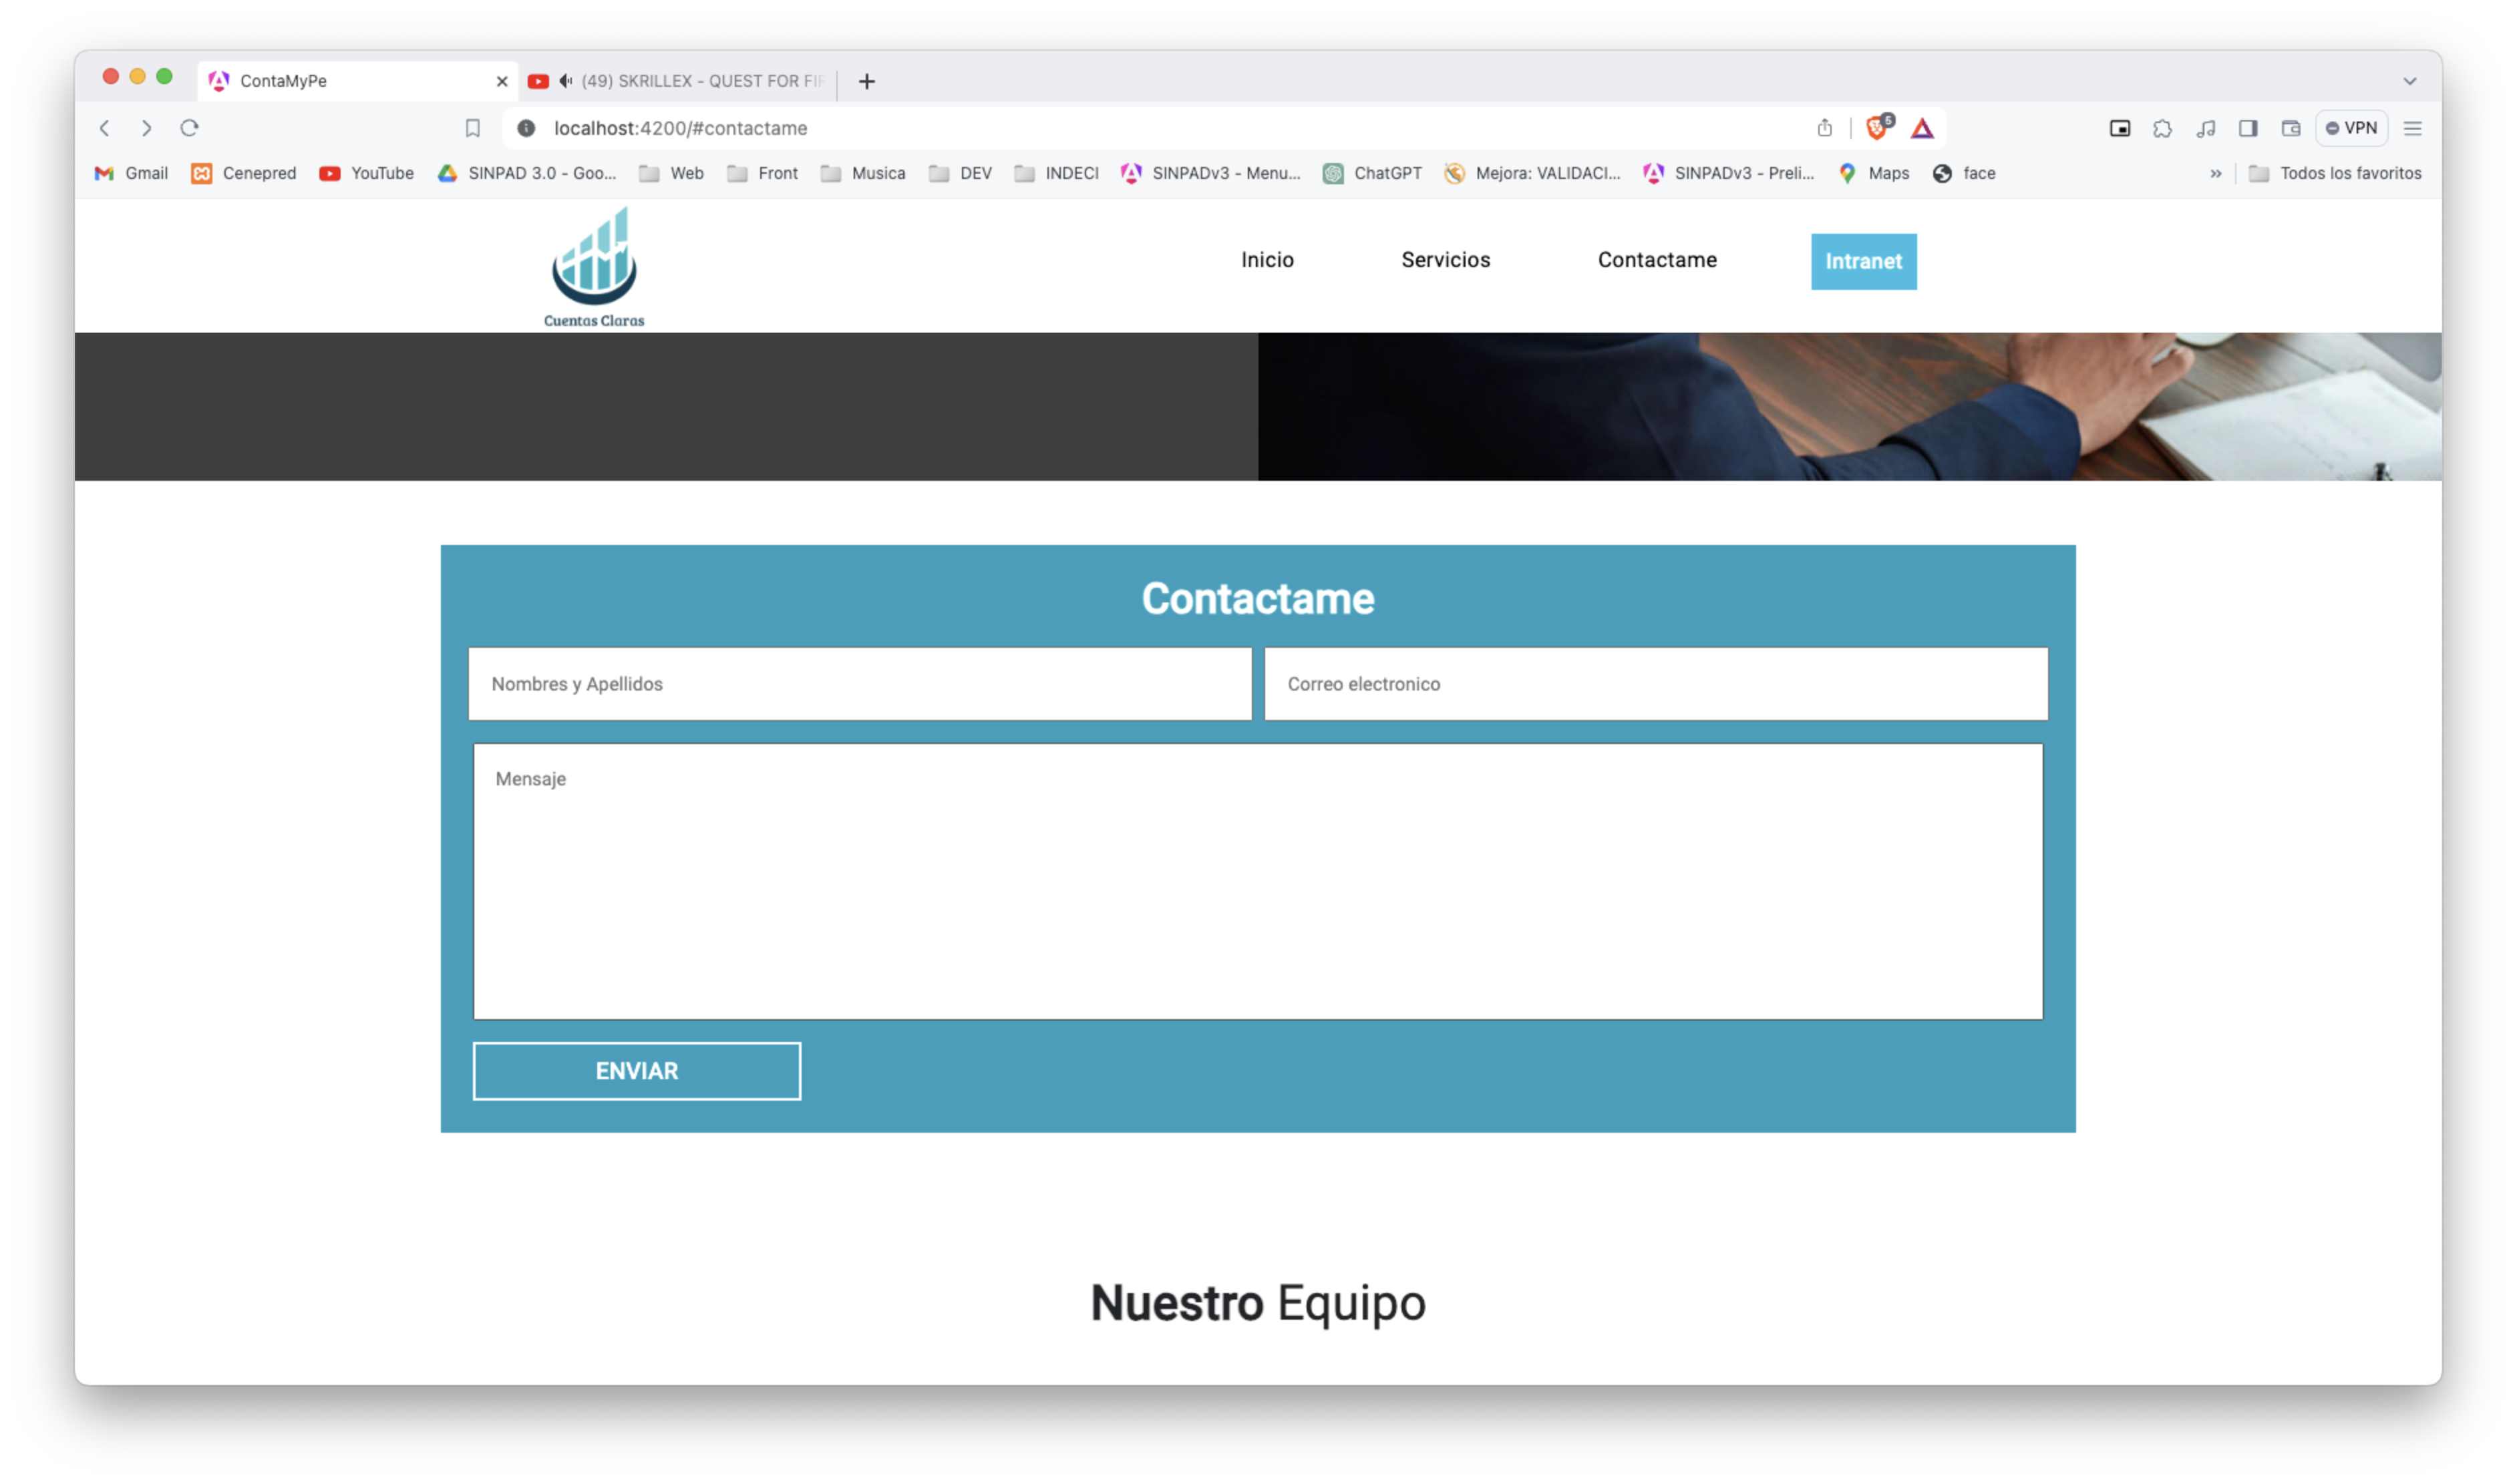 ContaMyPe
(49) SKRILLEX - QUEST FOR FIR
localhost:4200/#contactame
5
VPN
Gmail
Cenepred
YouTube
SINPAD 3.0 - Goo...
Web
Front
Musica
DEV
INDECI
SINPADv3 - Menu...
ChatGPT
Mejora: VALIDACI...
SINPADv3 - Preli...
Maps
face
»
Todos los favoritos
Cuentas Claras
Inicio
Servicios
Contactame
Intranet
Contactame
Nombres y Apellidos
Correo electronico
Mensaje
ENVIAR
Nuestro Equipo